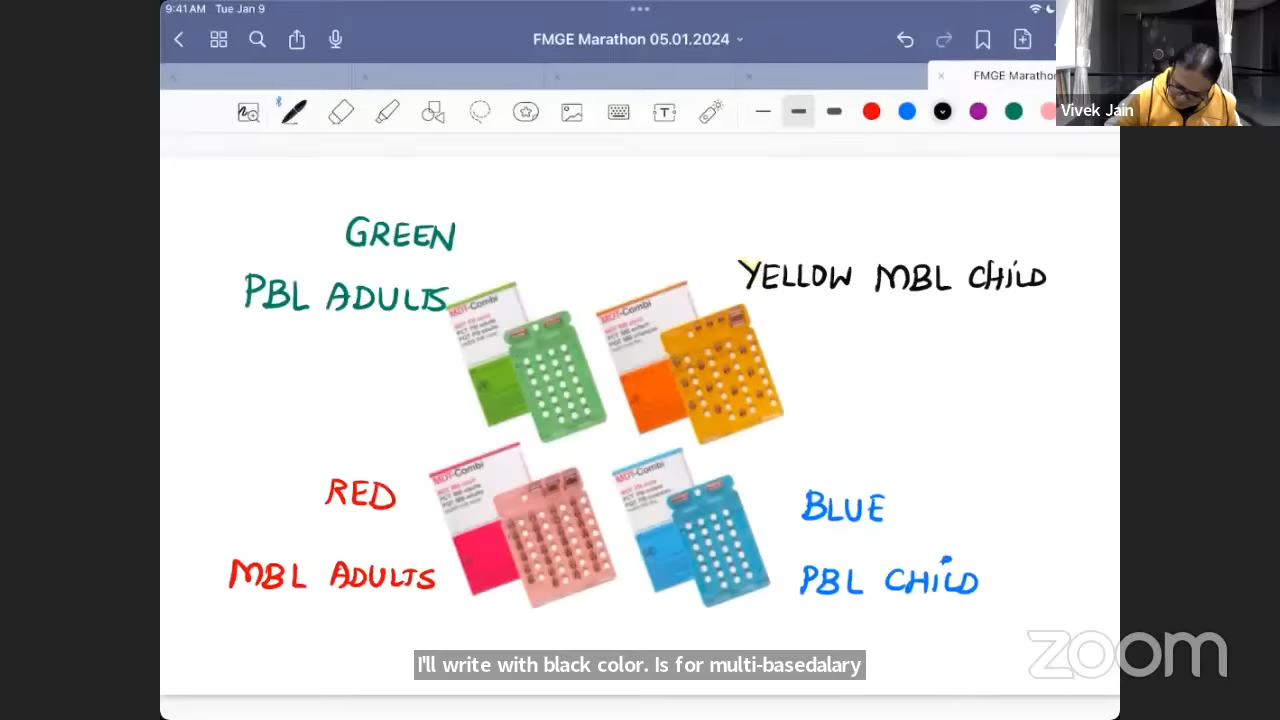 9:41 AM Tue Jan 9
FMGE Marathon 05.01.2024
FMGE Marathon
Vivek Jain
GREEN
PBL ADULTS
YELLOW MBL CHILD
MDT-Combi
MDT-Combi
RED
MBL ADULTS
MDT-Combi
MDT-Combi
BLUE
PBL CHILD
I'll write with black color. Is for multi-basedalary
zoom